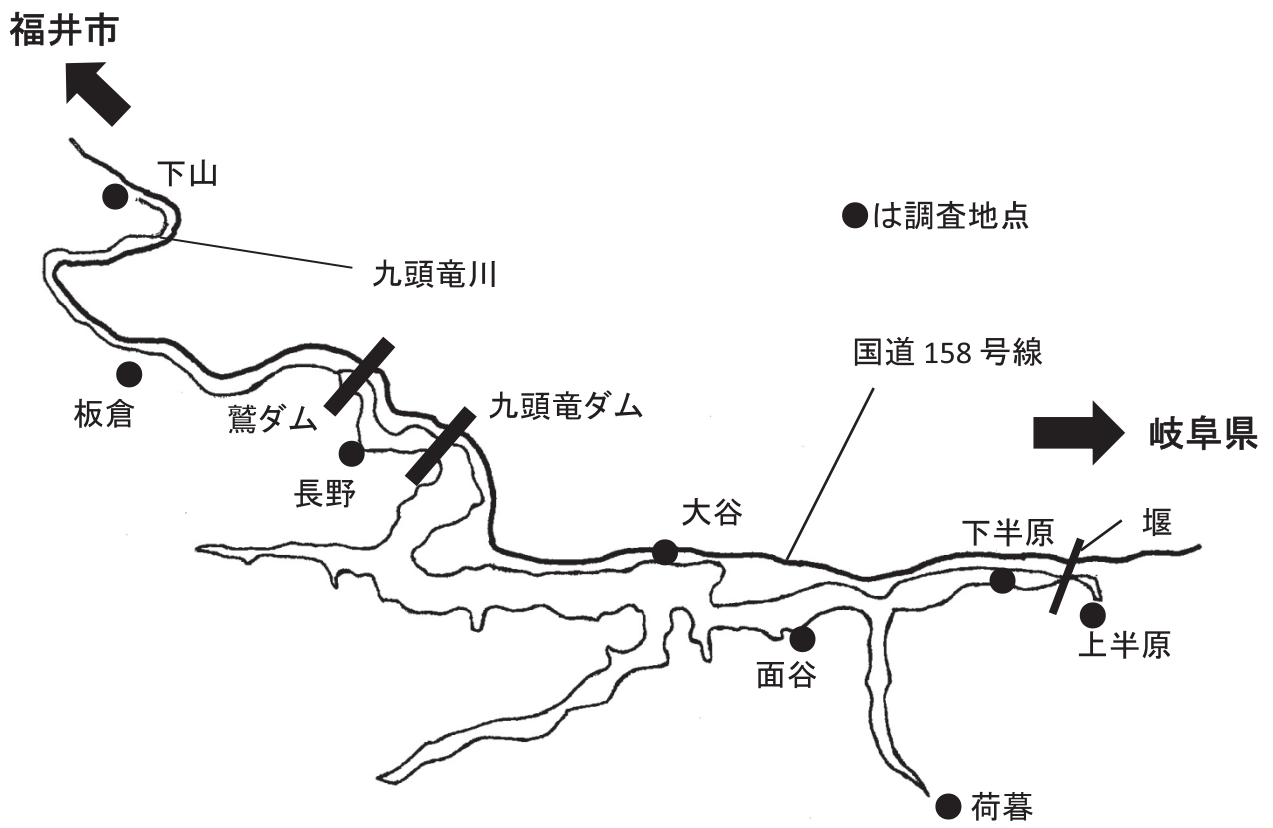 福井市
下山
●は調査地点
九頭竜川
国道 158 号線
九頭竜ダム
鷲ダム
板倉
岐阜県
長野
大谷
下半原
堰
上半原
面谷
荷暮